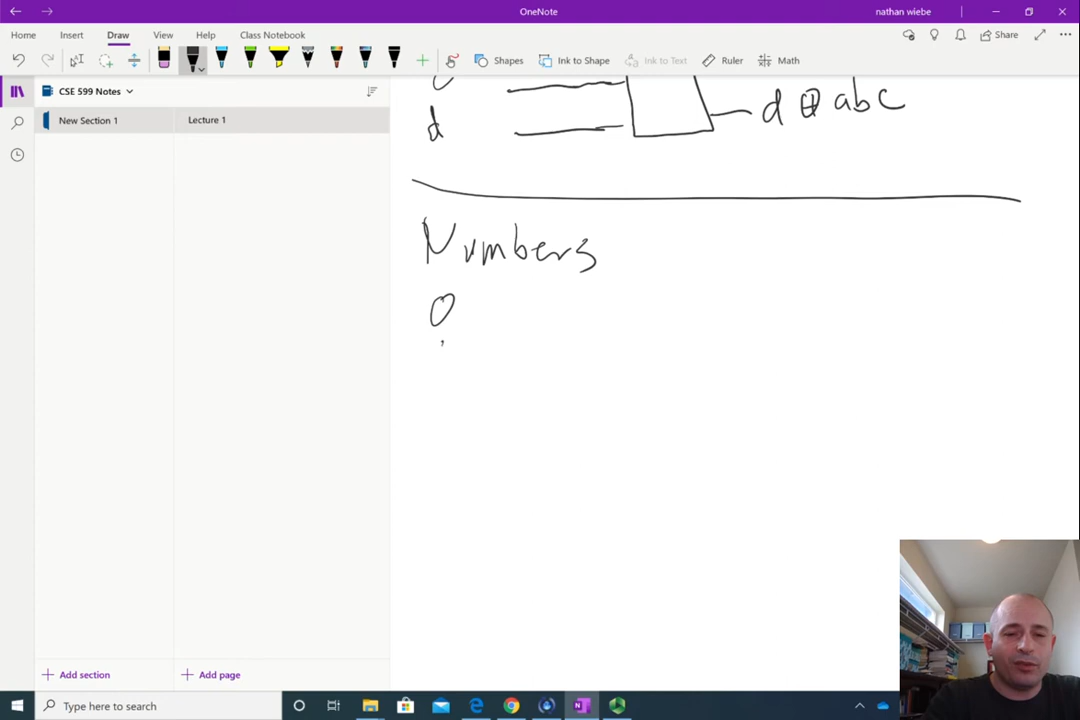 OneNote
nathan wiebe
Home Insert Draw View Help Class Notebook
Share
Shapes Ink to Shape Ink to Text Ruler Math
CSE 599 Notes
New Section 1
Lecture 1
d
d ⊕ abc
Numbers
0
Add section
Add page
Type here to search